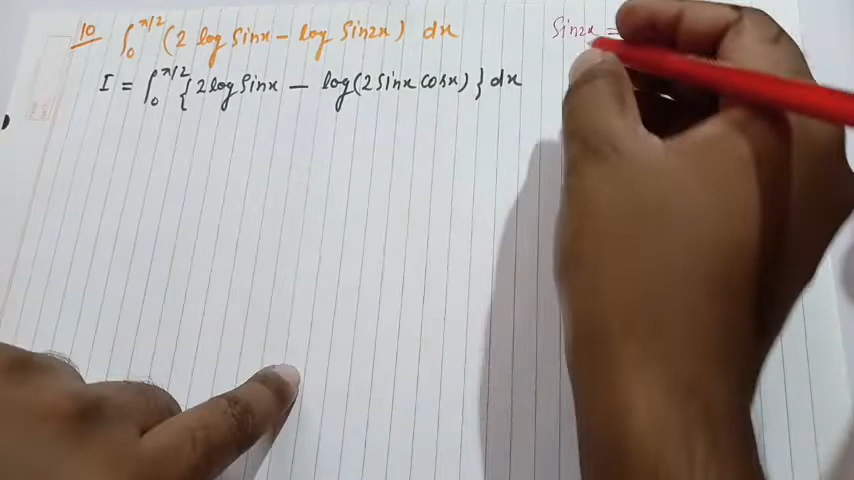 10 ∫₀^π/2 (2 log Sinx − log Sin2x) dx
Sin2x =
I = ∫₀^π/2 {2 log Sinx − log(2 Sinx cosx)} dx